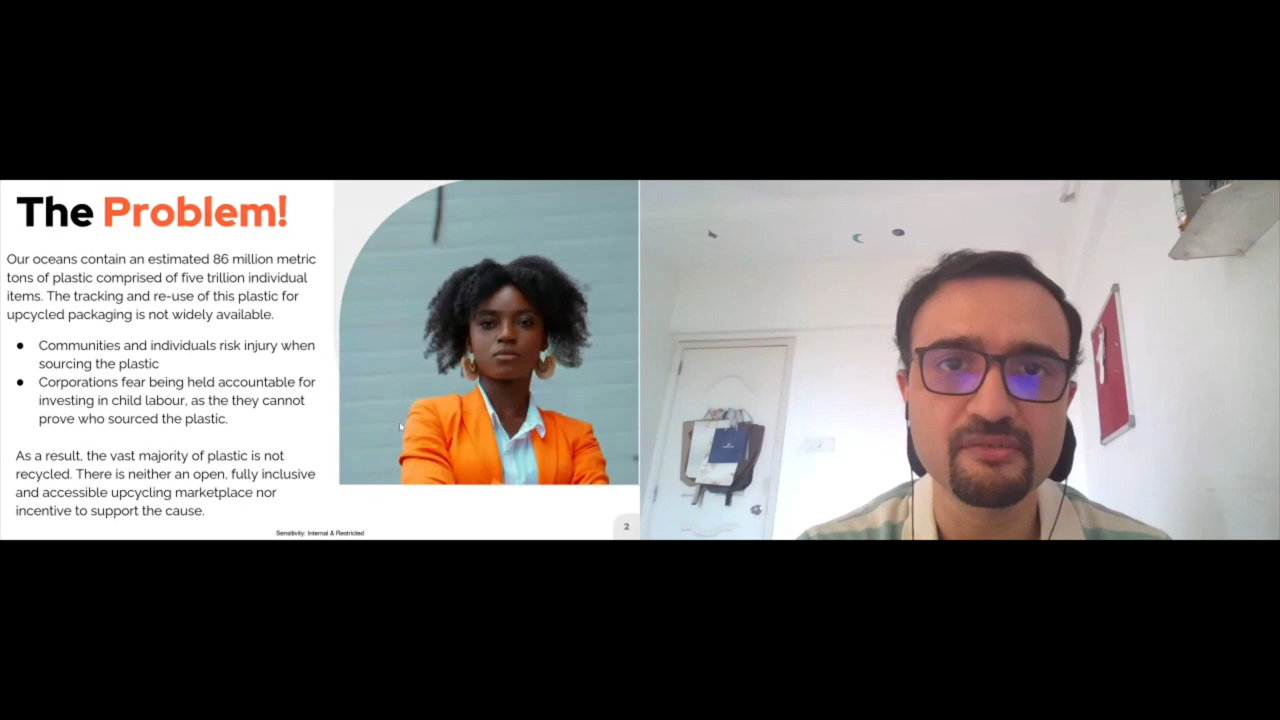 The Problem!
Our oceans contain an estimated 86 million metric
tons of plastic comprised of five trillion individual
items. The tracking and re-use of this plastic for
upcycled packaging is not widely available.
● Communities and individuals risk injury when
sourcing the plastic
● Corporations fear being held accountable for
investing in child labour, as the they cannot
prove who sourced the plastic.
As a result, the vast majority of plastic is not
recycled. There is neither an open, fully inclusive
and accessible upcycling marketplace nor
incentive to support the cause.
Sensitivity: Internal & Restricted
2